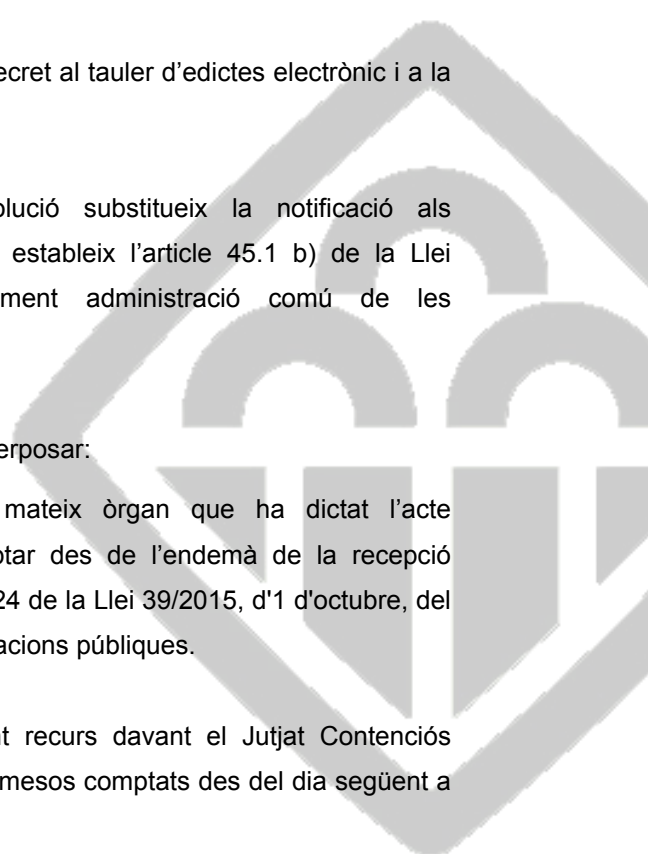 ecret al tauler d’edictes electrònic i a la
olució substitueix la notificació als
estableix l’article 45.1 b) de la Llei
ment administració comú de les
erposar:
mateix òrgan que ha dictat l’acte
ptar des de l’endemà de la recepció
24 de la Llei 39/2015, d'1 d'octubre, del
acions públiques.
t recurs davant el Jutjat Contenciós
mesos comptats des del dia següent a